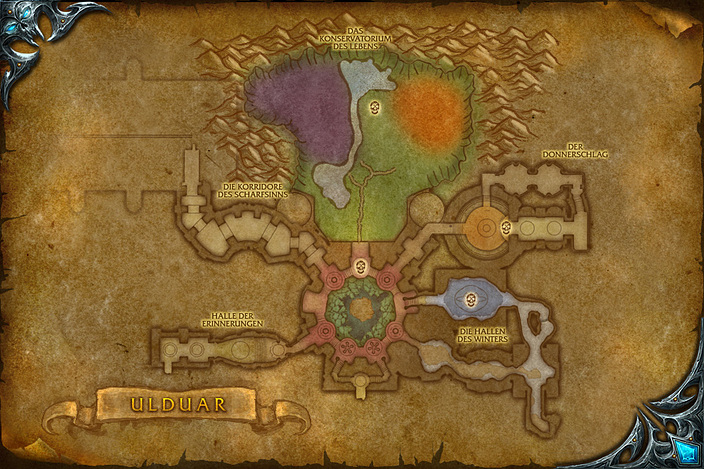 DAS
KONSERVATORIUM
DES LEBENS
DER
DONNERSCHLAG
DIE KORRIDORE
DES SCHARFSINNS
HALLE DER
ERINNERUNGEN
DIE HALLEN
DES WINTERS
ULDUAR